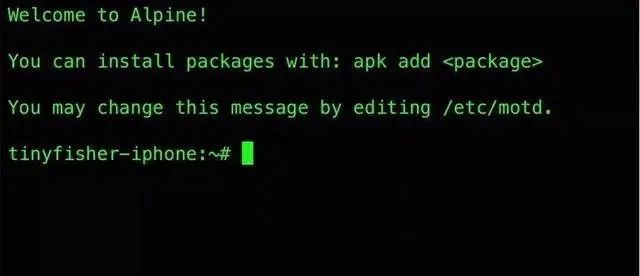 Welcome to Alpine!
You can install packages with: apk add <package>
You may change this message by editing /etc/motd.
tinyfisher-iphone:~#